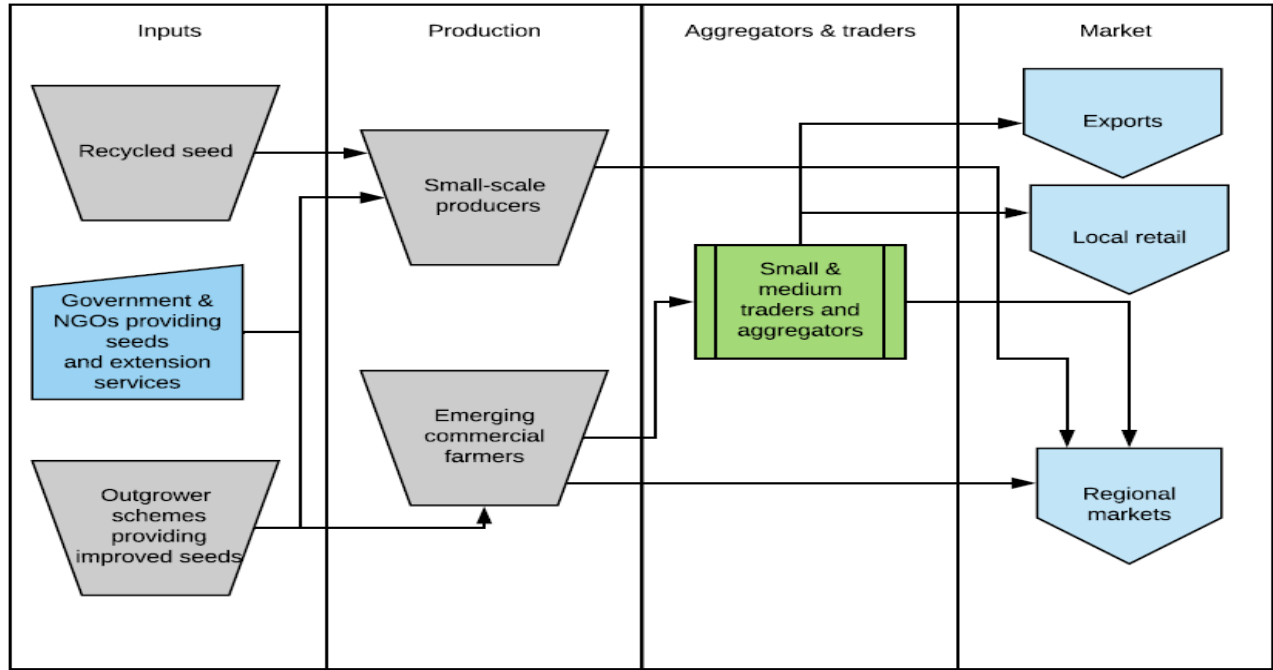 Inputs
Production
Aggregators & traders
Market
Recycled seed
Government &
NGOs providing
seeds
and extension
services
Outgrower
schemes
providing
improved seeds
Small-scale
producers
Emerging
commercial
farmers
Small &
medium
traders and
aggregators
Exports
Local retail
Regional
markets